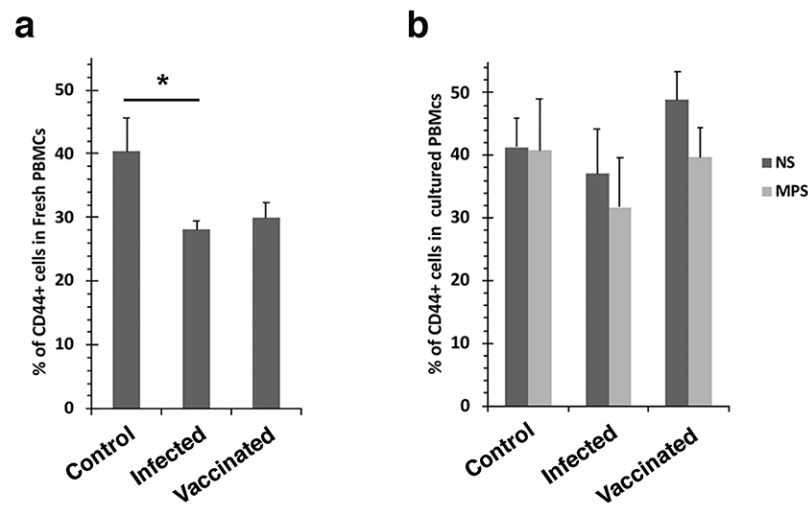 a
% of CD44+ cells in Fresh PBMCs
50
40
30
20
10
0
*
Control
Infected
Vaccinated
b
% of CD44+ cells in cultured PBMcs
50
40
30
20
10
0
Control
Infected
Vaccinated
NS
MPS